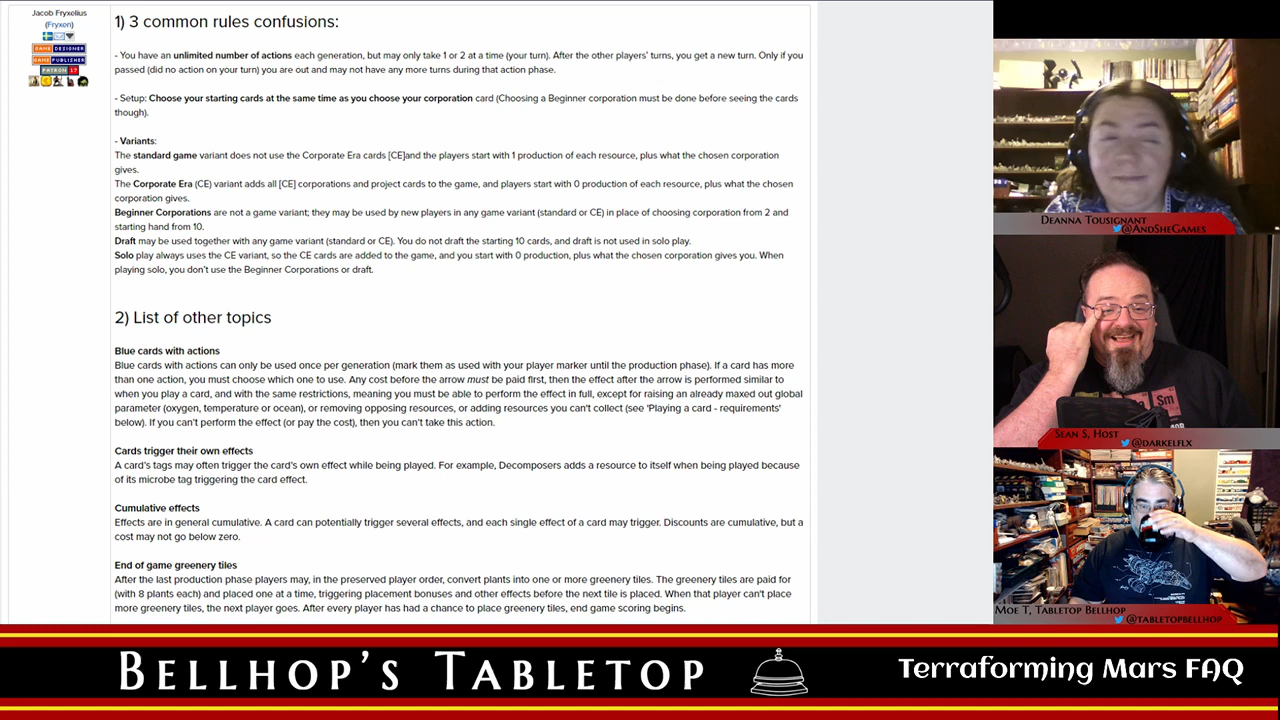 Jacob Fryxelius
(Fryxen)
GAME DESIGNER
GAME PUBLISHER
PATRON 17
1) 3 common rules confusions:
- You have an unlimited number of actions each generation, but may only take 1 or 2 at a time (your turn). After the other players' turns, you get a new turn. Only if you
passed (did no action on your turn) you are out and may not have any more turns during that action phase.
- Setup: Choose your starting cards at the same time as you choose your corporation card (Choosing a Beginner corporation must be done before seeing the cards
though).
- Variants:
The standard game variant does not use the Corporate Era cards [CE]and the players start with 1 production of each resource, plus what the chosen corporation
gives.
The Corporate Era (CE) variant adds all [CE] corporations and project cards to the game, and players start with 0 production of each resource, plus what the chosen
corporation gives.
Beginner Corporations are not a game variant; they may be used by new players in any game variant (standard or CE) in place of choosing corporation from 2 and
starting hand from 10.
Draft may be used together with any game variant (standard or CE). You do not draft the starting 10 cards, and draft is not used in solo play.
Solo play always uses the CE variant, so the CE cards are added to the game, and you start with 0 production, plus what the chosen corporation gives you. When
playing solo, you don't use the Beginner Corporations or draft.
2) List of other topics
Blue cards with actions
Blue cards with actions can only be used once per generation (mark them as used with your player marker until the production phase). If a card has more
than one action, you must choose which one to use. Any cost before the arrow must be paid first, then the effect after the arrow is performed similar to
when you play a card, and with the same restrictions, meaning you must be able to perform the effect in full, except for raising an already maxed out global
parameter (oxygen, temperature or ocean), or removing opposing resources, or adding resources you can't collect (see 'Playing a card - requirements'
below). If you can't perform the effect (or pay the cost), then you can't take this action.
Cards trigger their own effects
A card's tags may often trigger the card's own effect while being played. For example, Decomposers adds a resource to itself when being played because
of its microbe tag triggering the card effect.
Cumulative effects
Effects are in general cumulative. A card can potentially trigger several effects, and each single effect of a card may trigger. Discounts are cumulative, but a
cost may not go below zero.
End of game greenery tiles
After the last production phase players may, in the preserved player order, convert plants into one or more greenery tiles. The greenery tiles are paid for
(with 8 plants each) and placed one at a time, triggering placement bonuses and other effects before the next tile is placed. When that player can't place
more greenery tiles, the next player goes. After every player has had a chance to place greenery tiles, end game scoring begins.
Deanna Tousignant
@AndSheGames
Sm
Sean S, Host
@darkelflx
Moe T, Tabletop Bellhop
@tabletopbellhop
Bellhop's Tabletop
Terraforming Mars FAQ